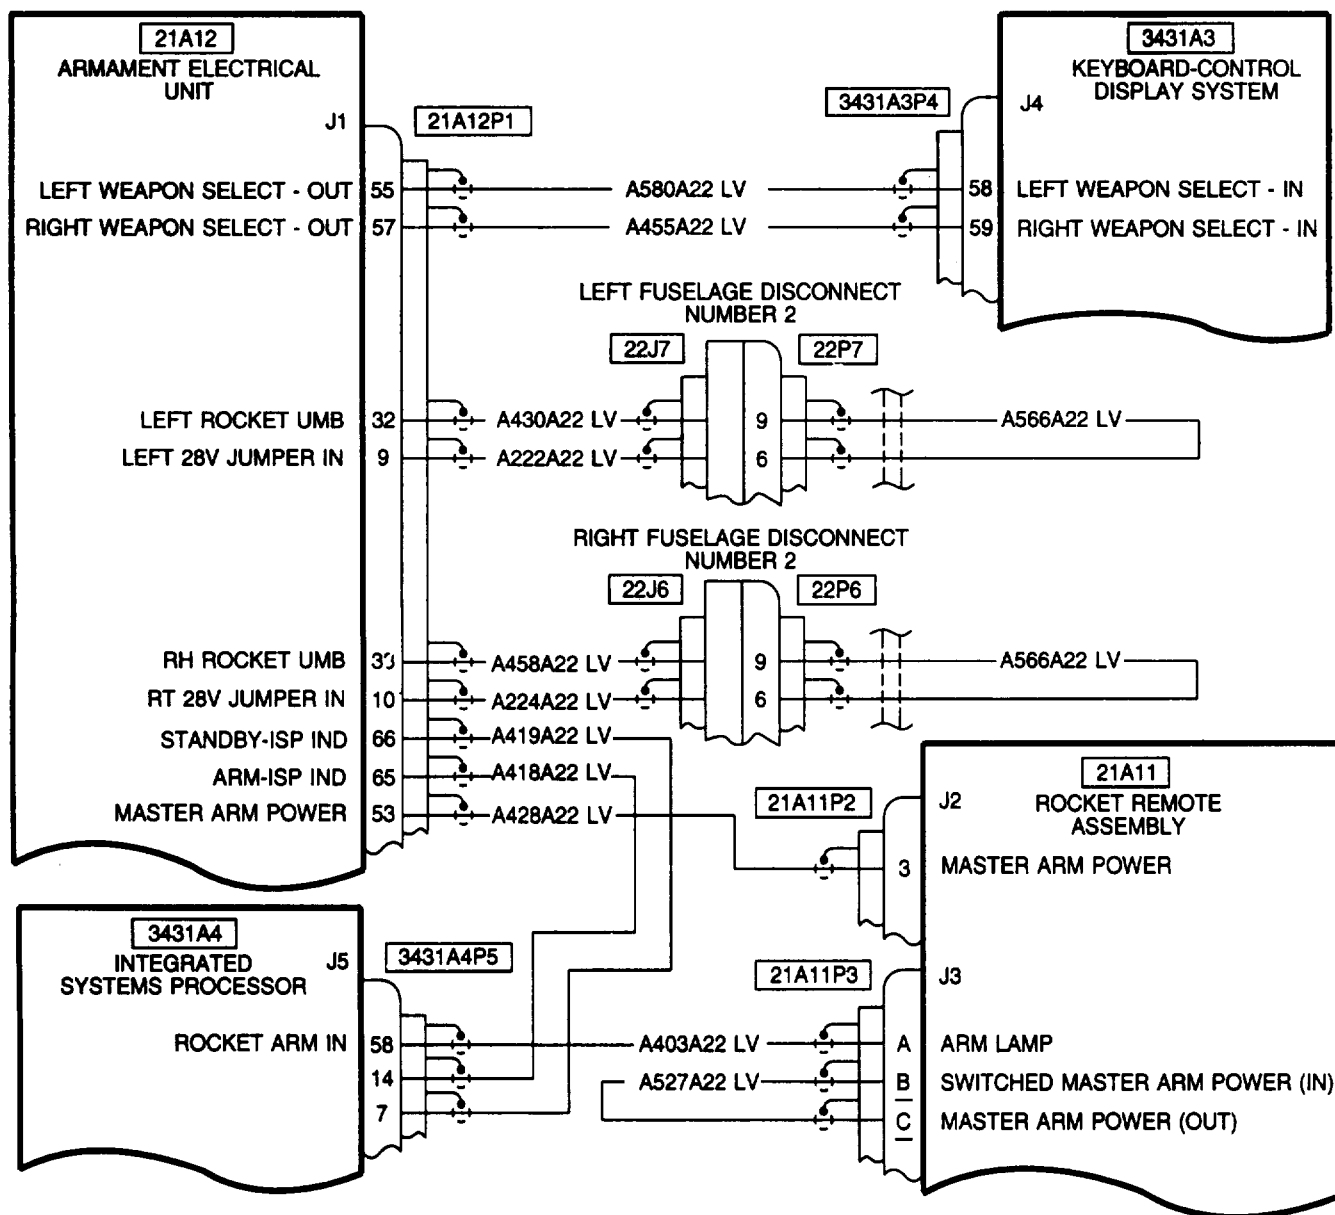 21A12
ARMAMENT ELECTRICAL
UNIT
J1
21A12P1
3431A3
KEYBOARD-CONTROL
DISPLAY SYSTEM
3431A3P4
J4
LEFT WEAPON SELECT - OUT 55 A580A22 LV 58 LEFT WEAPON SELECT - IN
RIGHT WEAPON SELECT - OUT 57 A455A22 LV 59 RIGHT WEAPON SELECT - IN
LEFT FUSELAGE DISCONNECT
NUMBER 2
22J7 22P7
LEFT ROCKET UMB 32 A430A22 LV 9 A566A22 LV
LEFT 28V JUMPER IN 9 A222A22 LV 6
RIGHT FUSELAGE DISCONNECT
NUMBER 2
22J6 22P6
RH ROCKET UMB 33 A458A22 LV 9 A566A22 LV
RT 28V JUMPER IN 10 A224A22 LV 6
STANDBY-ISP IND 66 A419A22 LV
ARM-ISP IND 65 A418A22 LV
MASTER ARM POWER 53 A428A22 LV
21A11
ROCKET REMOTE
ASSEMBLY
21A11P2
J2
3 MASTER ARM POWER
3431A4
INTEGRATED
SYSTEMS PROCESSOR
J5
3431A4P5
21A11P3
J3
ROCKET ARM IN 58 A403A22 LV A ARM LAMP
14 A527A22 LV B SWITCHED MASTER ARM POWER (IN)
7 C MASTER ARM POWER (OUT)